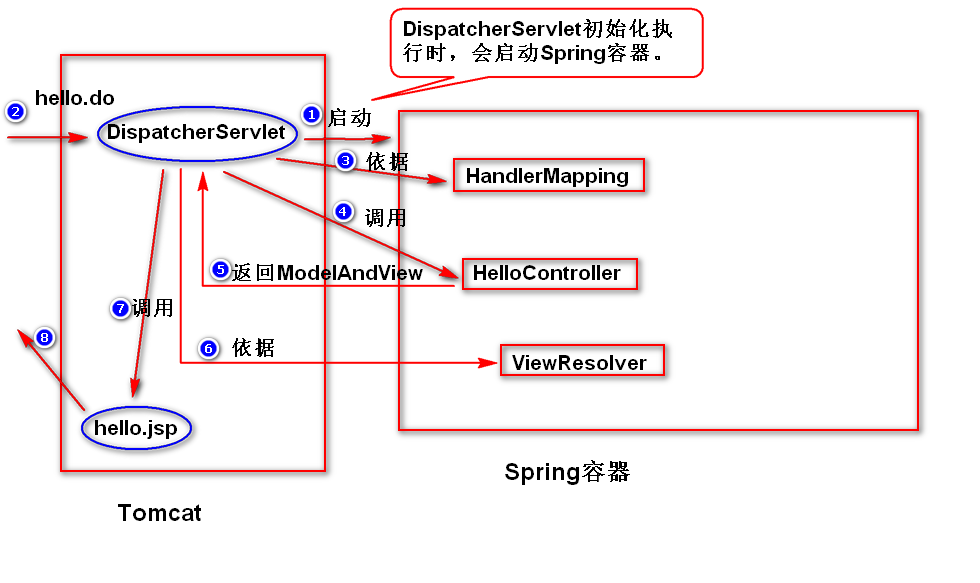 DispatcherServlet初始化执
行时，会启动Spring容器。
hello.do
2
DispatcherServlet
1 启动
3 依据
HandlerMapping
4 调用
5 返回ModelAndView
HelloController
7 调用
8
6 依据
ViewResolver
hello.jsp
Spring容器
Tomcat